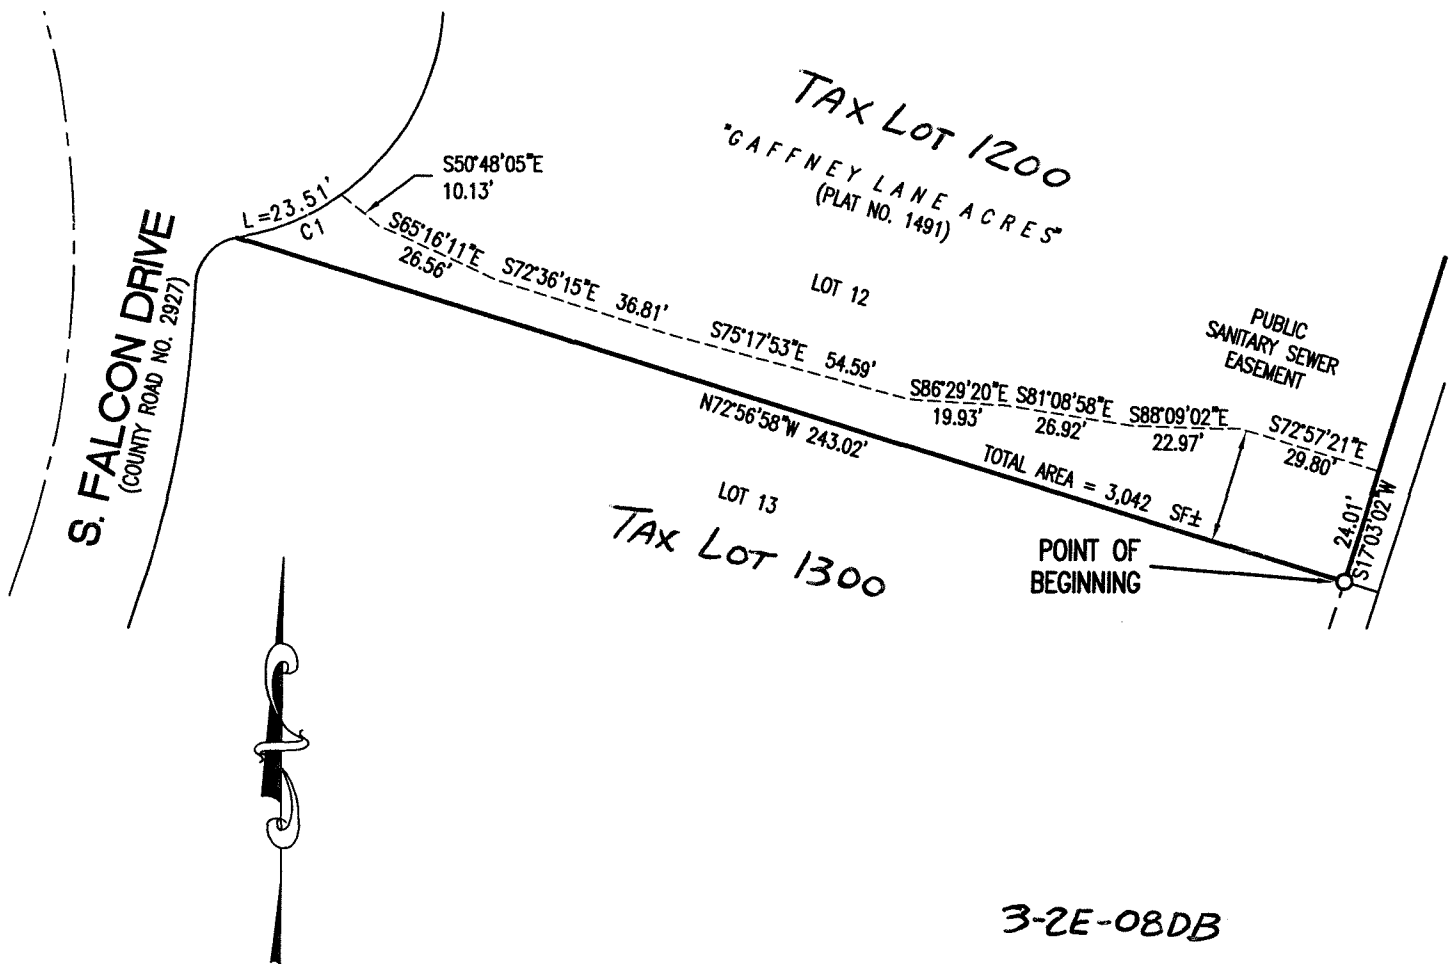 TAX LOT 1200
"GAFFNEY LANE ACRES"
(PLAT NO. 1491)
S50°48'05"E
10.13'
L=23.51'
C1
S65°16'11"E
26.56'
S72°36'15"E 36.81'
S75°17'53"E 54.59'
LOT 12
PUBLIC
SANITARY SEWER
EASEMENT
S86°29'20"E
19.93'
S81°08'58"E
26.92'
S88°09'02"E
22.97'
S72°57'21"E
29.80'
N72°56'58"W 243.02'
TOTAL AREA = 3,042 SF±
24.01'
S17°03'02"W
S. FALCON DRIVE
(COUNTY ROAD NO. 2927)
LOT 13
TAX LOT 1300
POINT OF
BEGINNING
3-2E-08DB